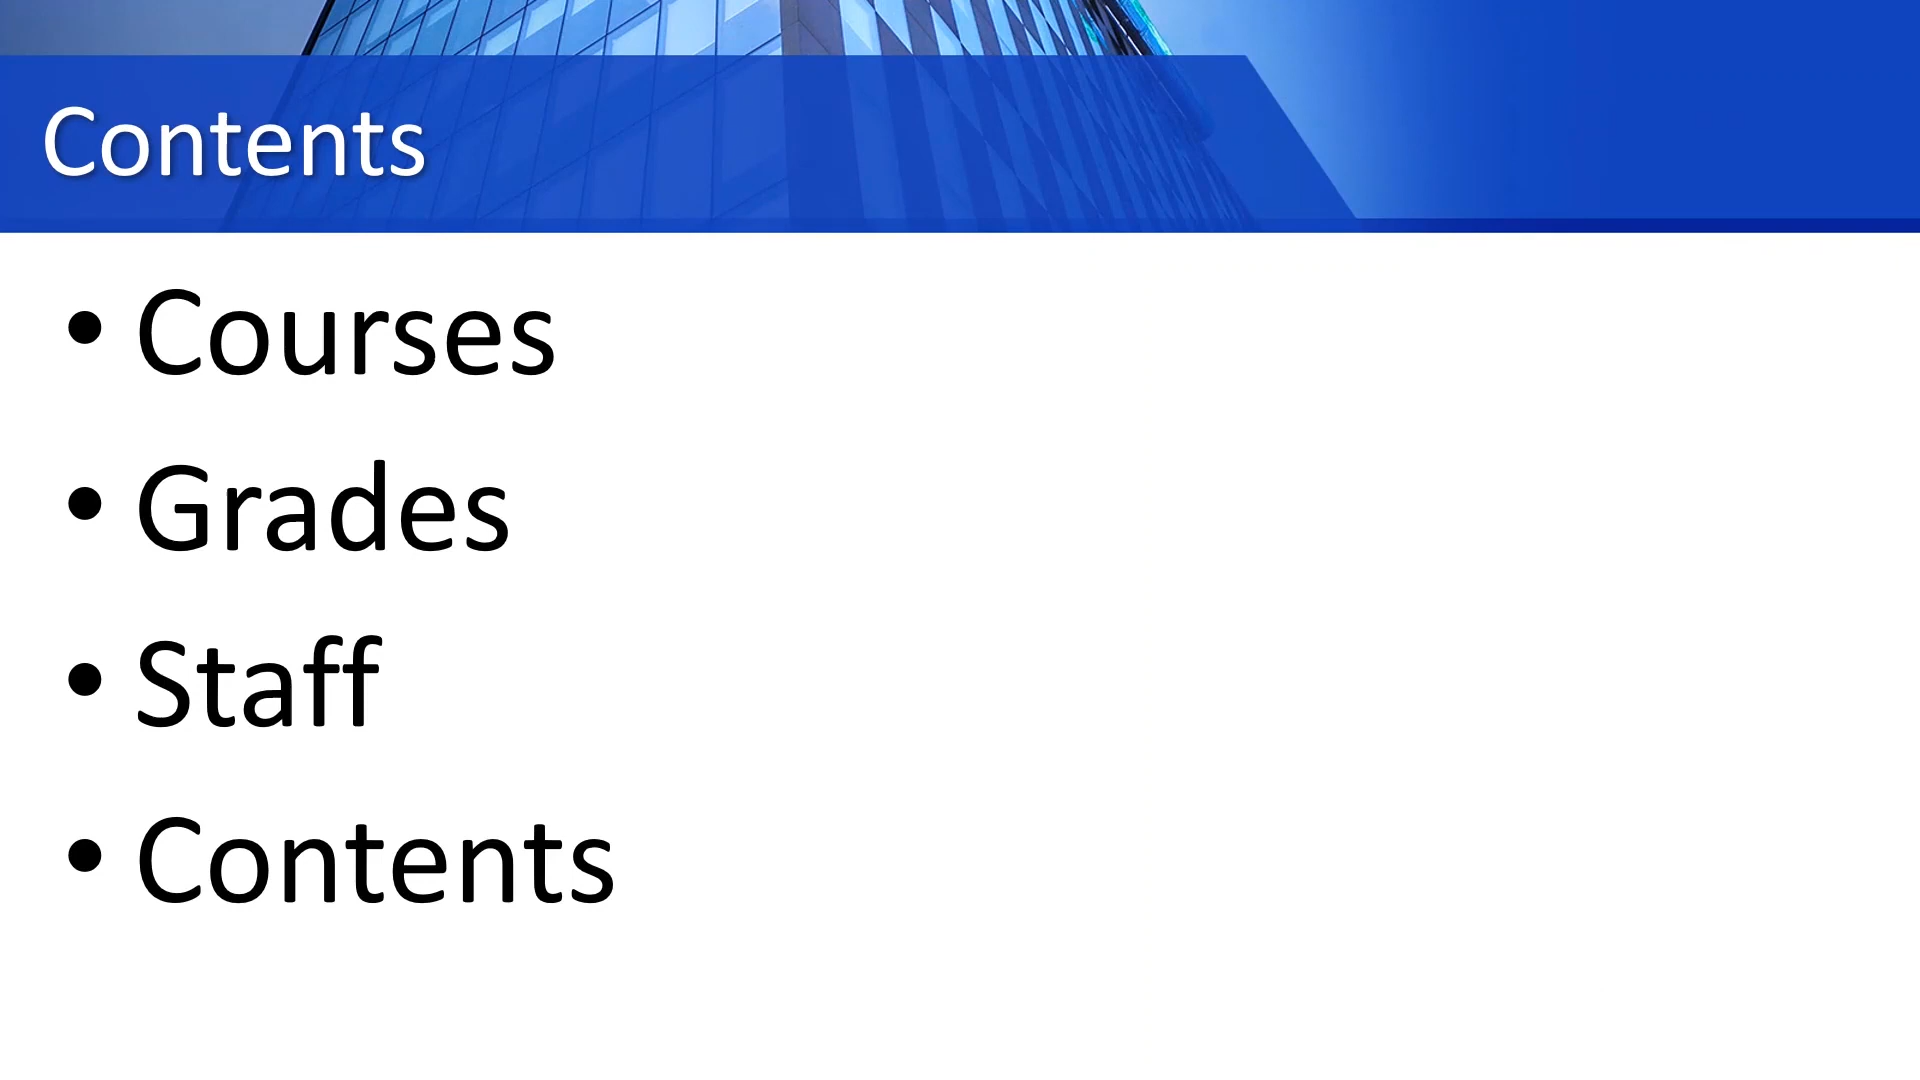 Contents
• Courses
• Grades
• Staff
• Contents